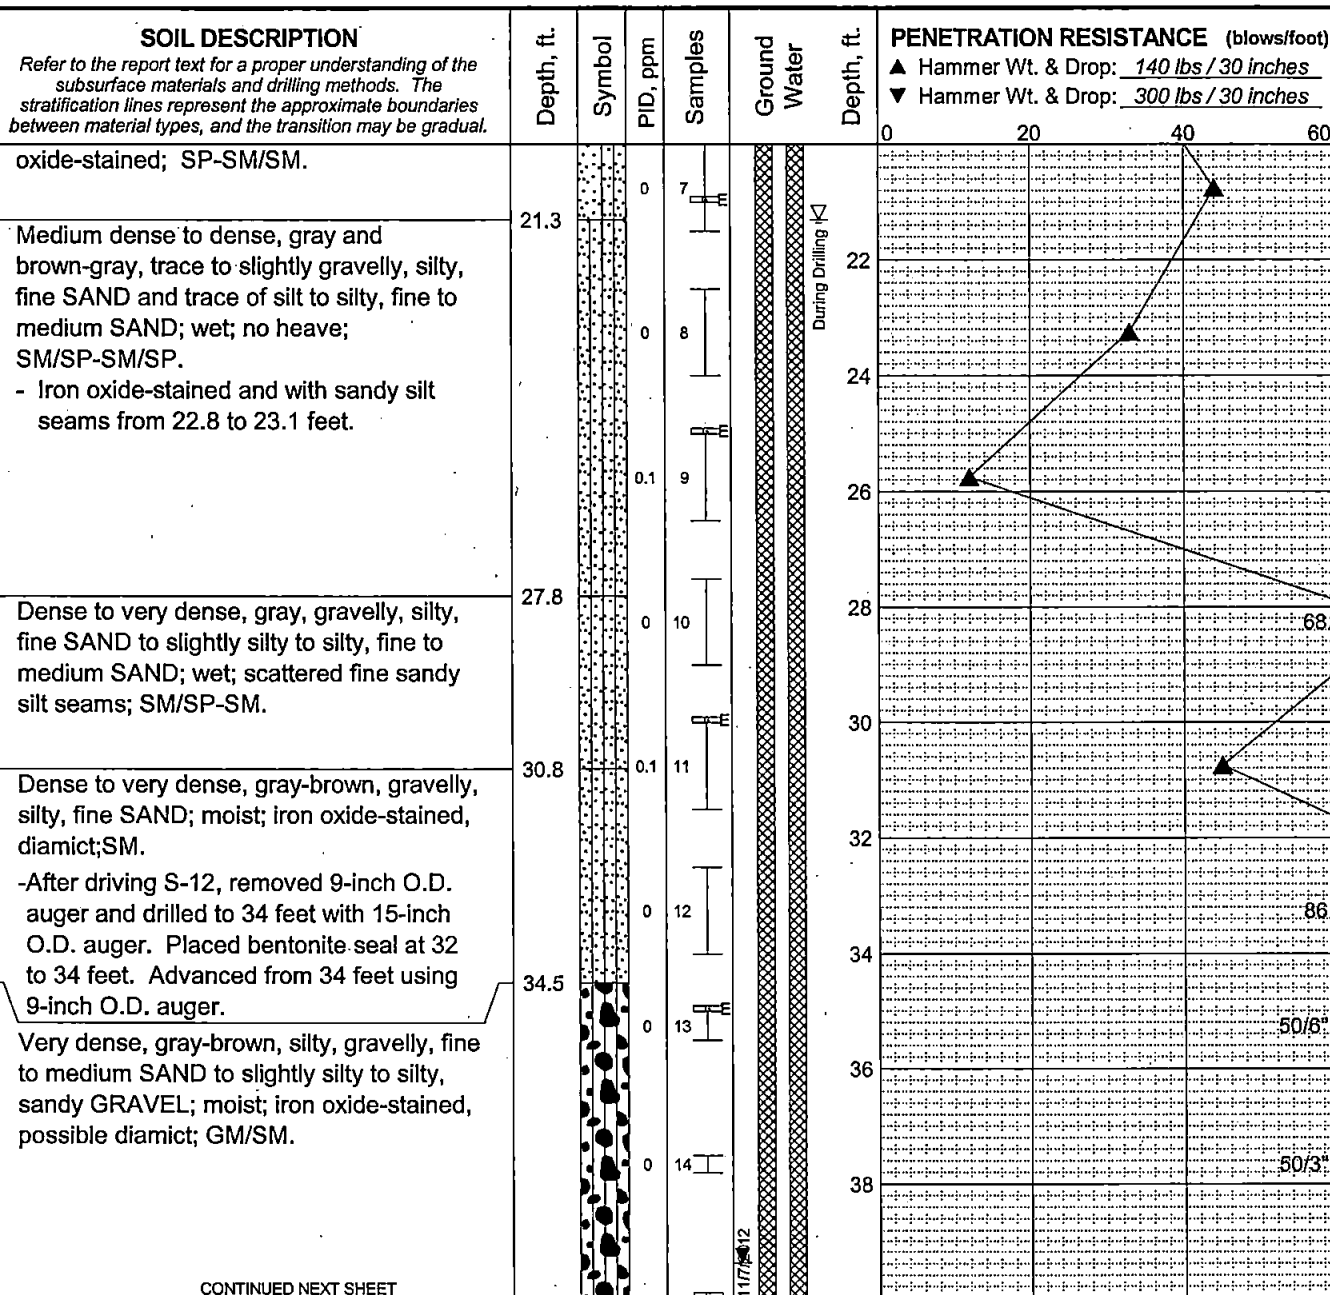 SOIL DESCRIPTION
Refer to the report text for a proper understanding of the
subsurface materials and drilling methods. The
stratification lines represent the approximate boundaries
between material types, and the transition may be gradual.
Depth, ft.
Symbol
PID, ppm
Samples
Ground
Water
Depth, ft.
PENETRATION RESISTANCE (blows/foot)
▲ Hammer Wt. & Drop: 140 lbs / 30 inches
▼ Hammer Wt. & Drop: 300 lbs / 30 inches
0 20 40 60
oxide-stained; SP-SM/SM.
0 7
21.3
During Drilling
Medium dense to dense, gray and
brown-gray, trace to slightly gravelly, silty,
fine SAND and trace of silt to silty, fine to
medium SAND; wet; no heave;
SM/SP-SM/SP.
- Iron oxide-stained and with sandy silt
seams from 22.8 to 23.1 feet.
22
0 8
24
0.1 9
26
27.8
28
Dense to very dense, gray, gravelly, silty,
fine SAND to slightly silty to silty, fine to
medium SAND; wet; scattered fine sandy
silt seams; SM/SP-SM.
0 10
68
30
30.8
0.1 11
Dense to very dense, gray-brown, gravelly,
silty, fine SAND; moist; iron oxide-stained,
diamict;SM.
32
-After driving S-12, removed 9-inch O.D.
auger and drilled to 34 feet with 15-inch
O.D. auger. Placed bentonite seal at 32
to 34 feet. Advanced from 34 feet using
9-inch O.D. auger.
0 12
86
34
34.5
0 13
50/6"
Very dense, gray-brown, silty, gravelly, fine
to medium SAND to slightly silty to silty,
sandy GRAVEL; moist; iron oxide-stained,
possible diamict; GM/SM.
36
0 14
50/3"
38
CONTINUED NEXT SHEET